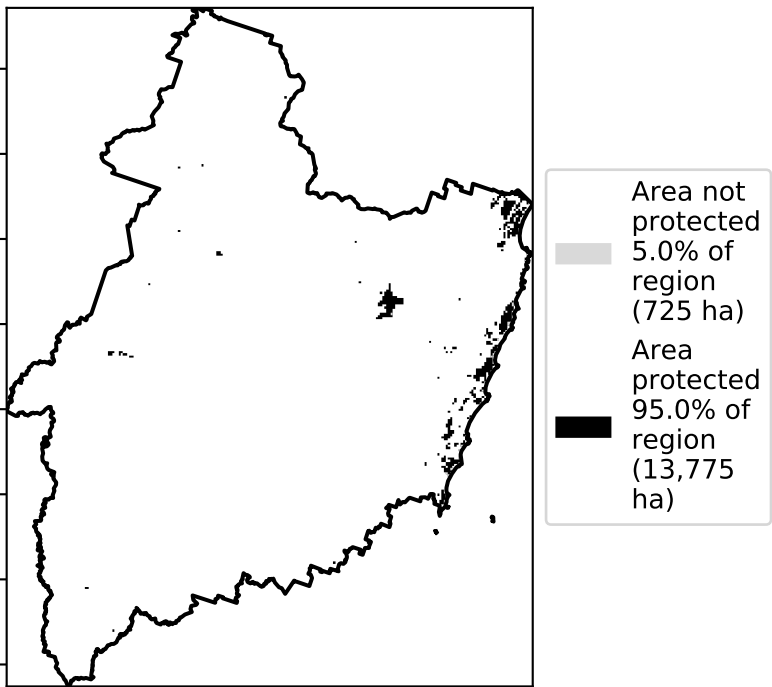 Area not
protected
5.0% of
region
(725 ha)
Area
protected
95.0% of
region
(13,775
ha)